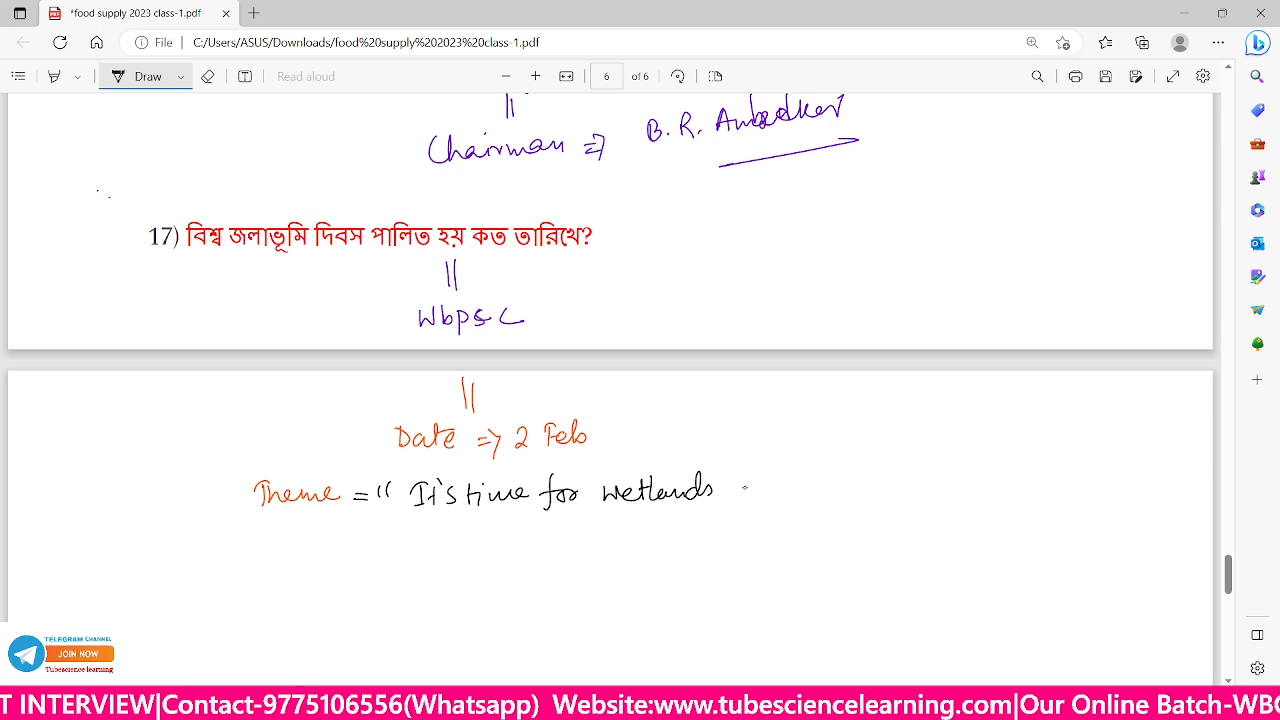 *food supply 2023 class-1.pdf
File
C:/Users/ASUS/Downloads/food%20supply%202023%20class-1.pdf
Draw
Read aloud
6
of 6
Chairman => B. R. Ambedkar
17) বিশ্ব জলাভূমি দিবস পালিত হয় কত তারিখে?
Wbpsc
Date => 2 Feb
Theme = " It's time for wetlands
TELEGRAM CHANNEL
JOIN NOW
Tubescience learning
T INTERVIEW|Contact-9775106556(Whatsapp) Website:www.tubesciencelearning.com|Our Online Batch-WBC